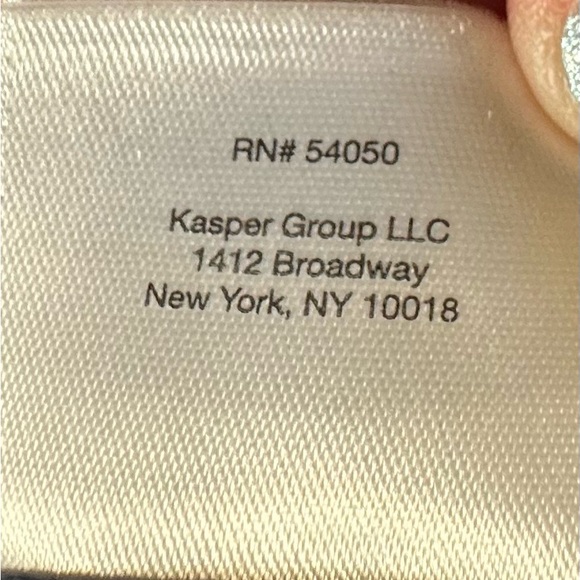 RN# 54050
Kasper Group LLC
1412 Broadway
New York, NY 10018